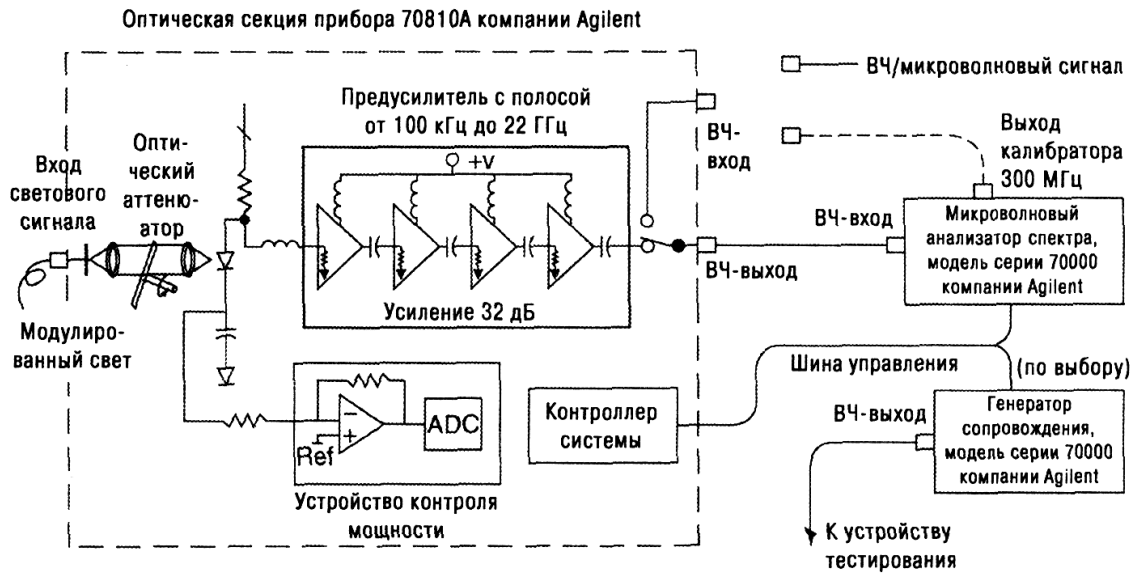 Оптическая секция прибора 70810А компании Agilent
ВЧ/микроволновый сигнал
Предусилитель с полосой
от 100 кГц до 22 ГГц
+V
ВЧ-
вход
Выход
калибратора
300 МГц
Вход
светового
сигнала
Опти-
ческий
аттеню-
атор
ВЧ-вход
Микроволновый
анализатор спектра,
модель серии 70000
компании Agilent
ВЧ-выход
Усиление 32 дБ
Модулиро-
ванный свет
Шина управления
(по выбору)
Контроллер
системы
ВЧ-выход
Генератор
сопровождения,
модель серии 70000
компании Agilent
−
+
Ref
ADC
Устройство контроля
мощности
К устройству
тестирования